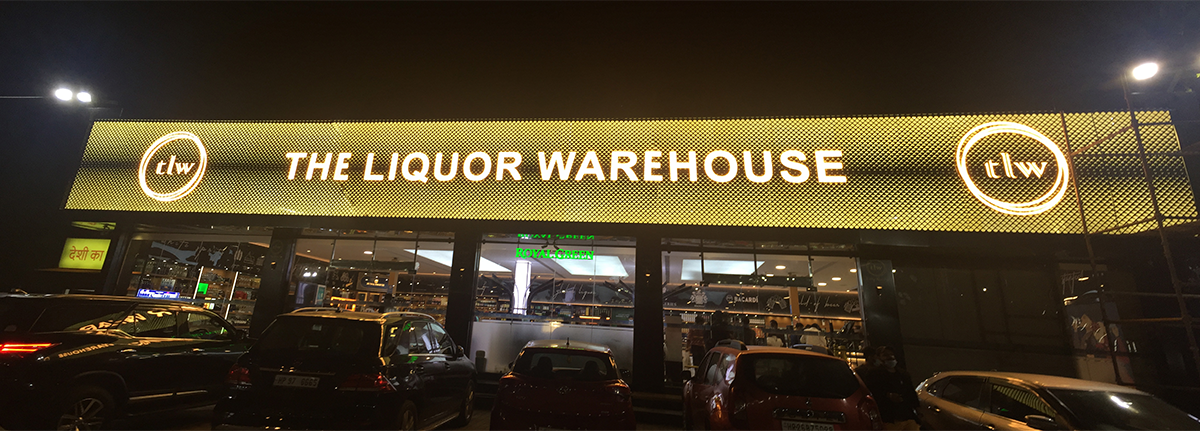 tlw
THE LIQUOR WAREHOUSE
tlw
देशी का
ROYAL GREEN
BACARDI